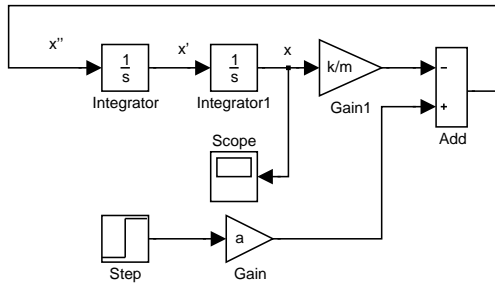 x''
x'
x
1
s
1
s
k/m
−
+
Integrator
Integrator1
Gain1
Add
Scope
a
Step
Gain